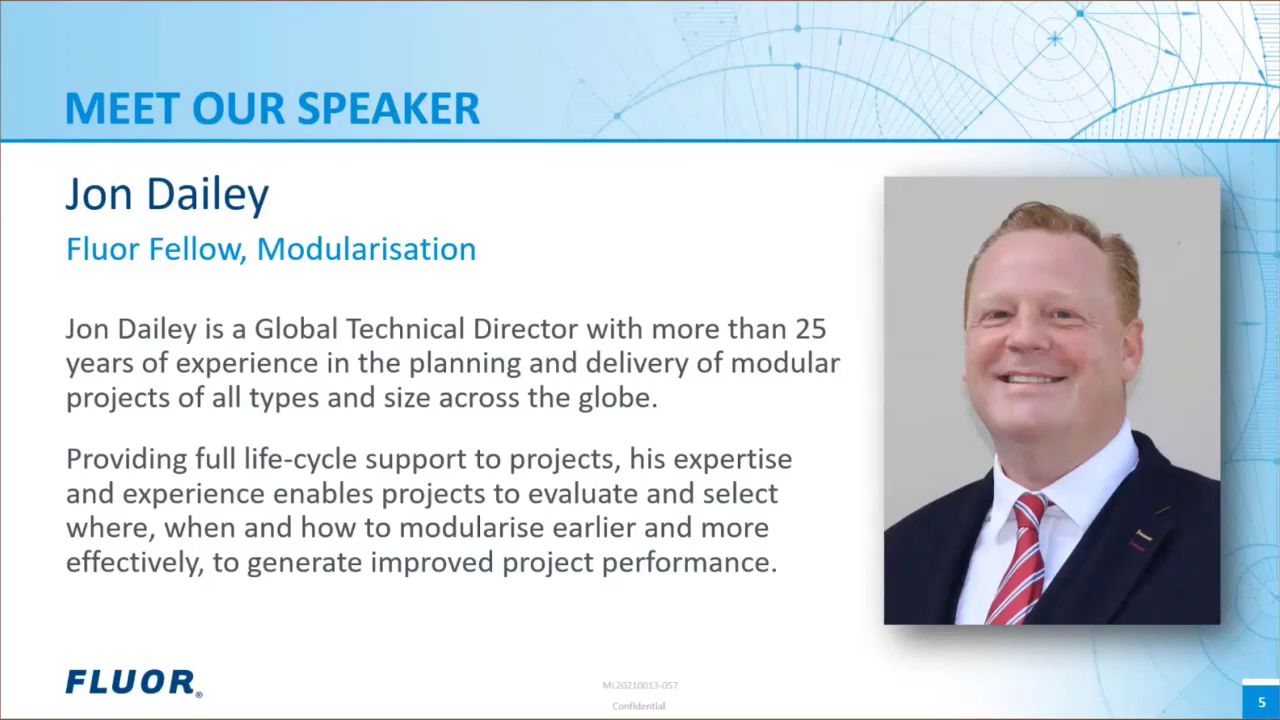 MEET OUR SPEAKER
Jon Dailey
Fluor Fellow, Modularisation
Jon Dailey is a Global Technical Director with more than 25
years of experience in the planning and delivery of modular
projects of all types and size across the globe.
Providing full life-cycle support to projects, his expertise
and experience enables projects to evaluate and select
where, when and how to modularise earlier and more
effectively, to generate improved project performance.
FLUOR®
ML20210013-057
Confidential
5